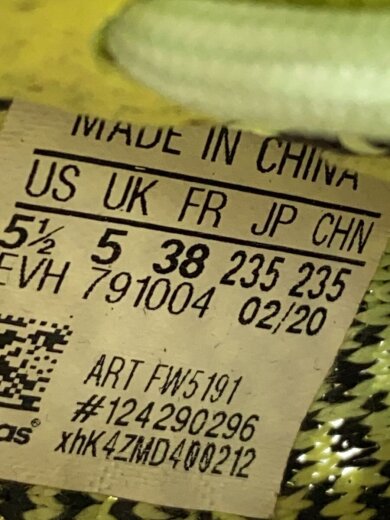 MADE IN CHINA
US UK FR JP CHN
5½ 5 38 235 235
EVH 791004 02/20
ART FW5191
#124290296
xhK4ZMD400212
as®